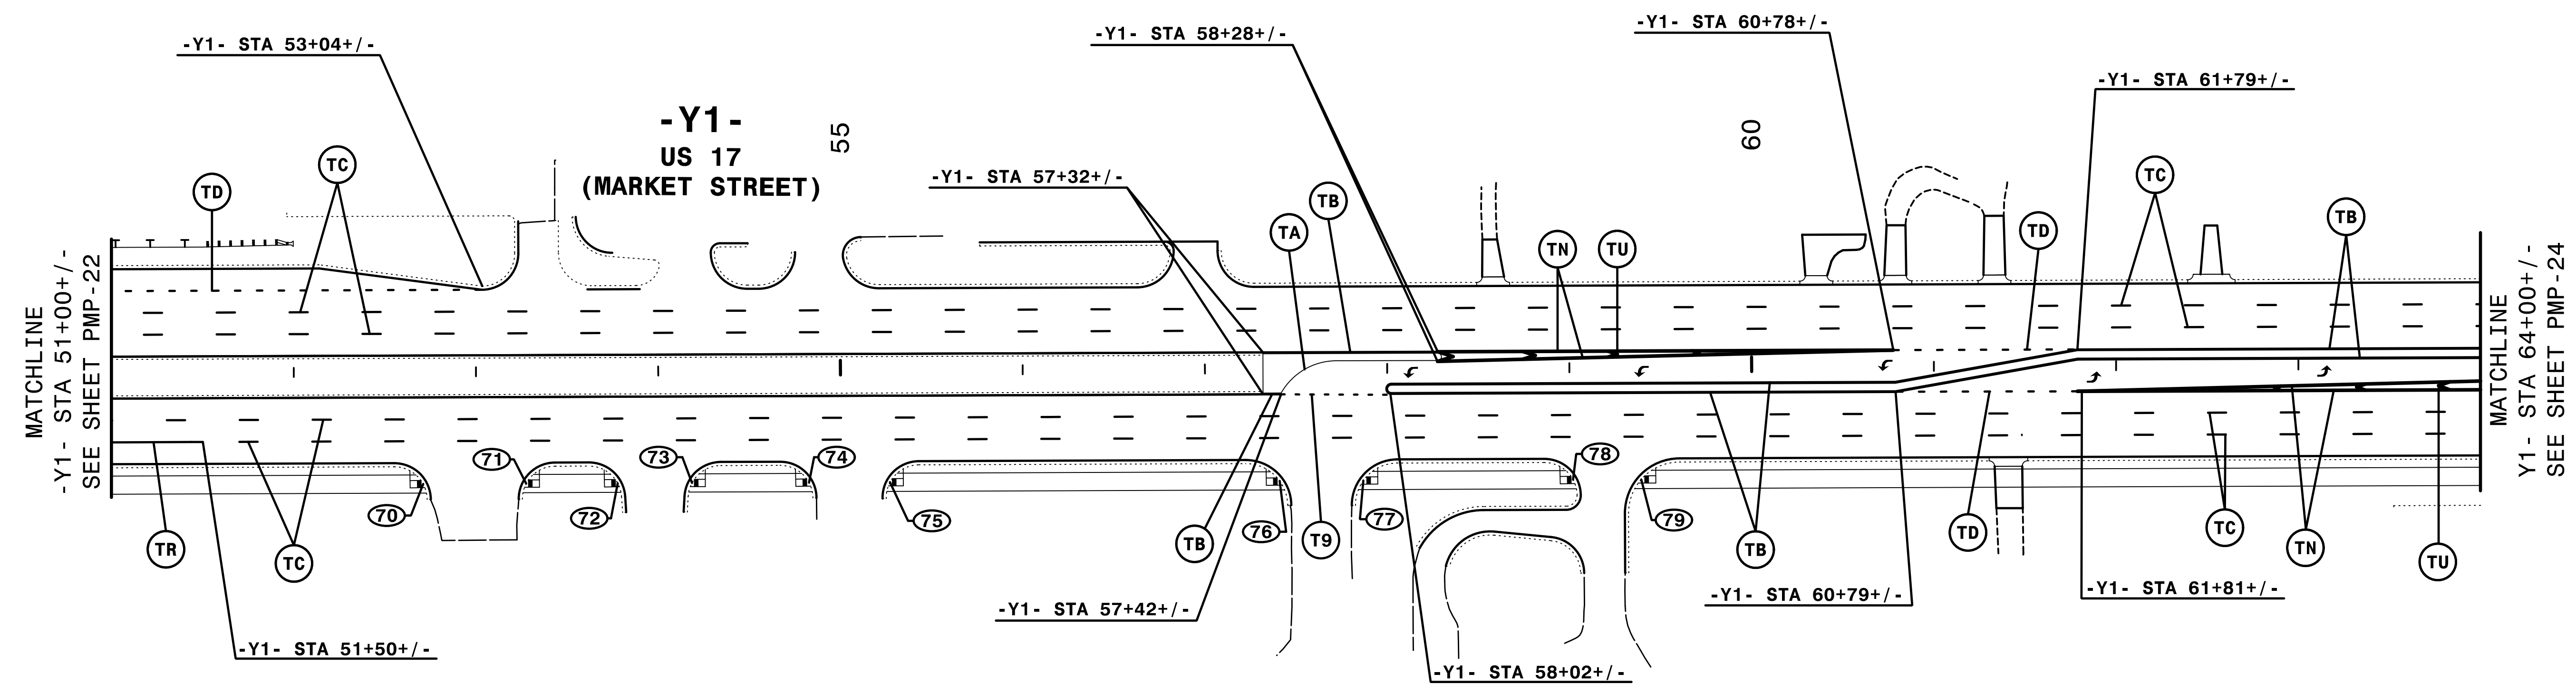 -Y1- STA 53+04+/-
-Y1- STA 58+28+/-
-Y1- STA 60+78+/-
-Y1- STA 61+79+/-
-Y1-
US 17
(MARKET STREET)
55
60
-Y1- STA 57+32+/-
TD
TC
TA
TB
TN
TU
TD
TC
TB
MATCHLINE
-Y1- STA 51+00+/-
SEE SHEET PMP-22
MATCHLINE
Y1- STA 64+00+/-
SEE SHEET PMP-24
70
71
72
73
74
75
76
77
78
79
TR
TC
TB
T9
TB
TD
TC
TN
TU
-Y1- STA 51+50+/-
-Y1- STA 57+42+/-
-Y1- STA 58+02+/-
-Y1- STA 60+79+/-
-Y1- STA 61+81+/-